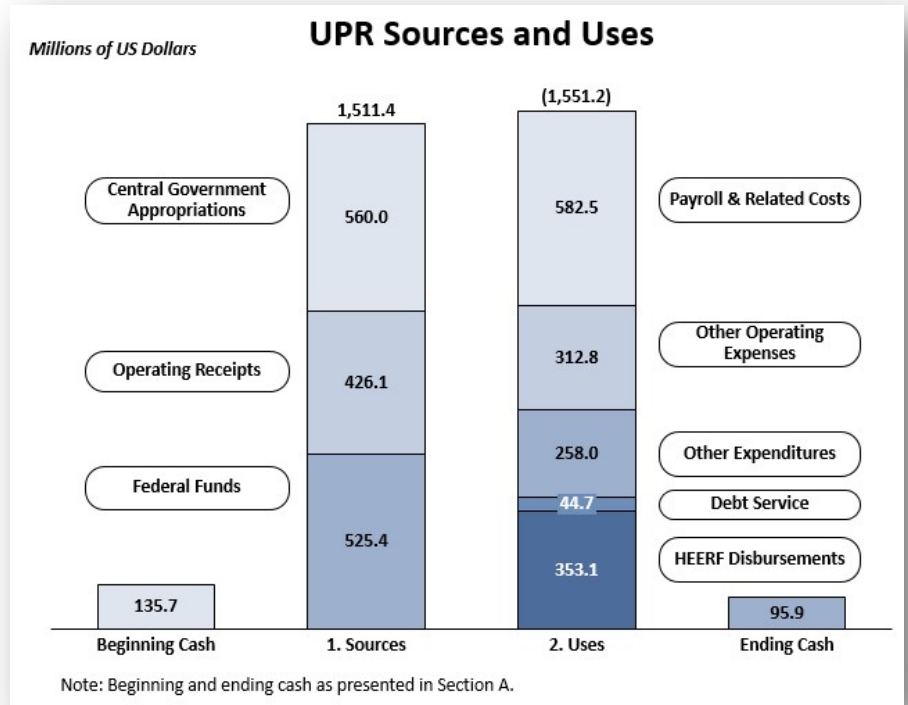 UPR Sources and Uses
Millions of US Dollars
1,511.4
(1,551.2)
Central Government
Appropriations
560.0
582.5
Payroll & Related Costs
Operating Receipts
426.1
312.8
Other Operating
Expenses
Federal Funds
525.4
258.0
Other Expenditures
44.7
Debt Service
353.1
HEERF Disbursements
135.7
95.9
Beginning Cash
1. Sources
2. Uses
Ending Cash
Note: Beginning and ending cash as presented in Section A.